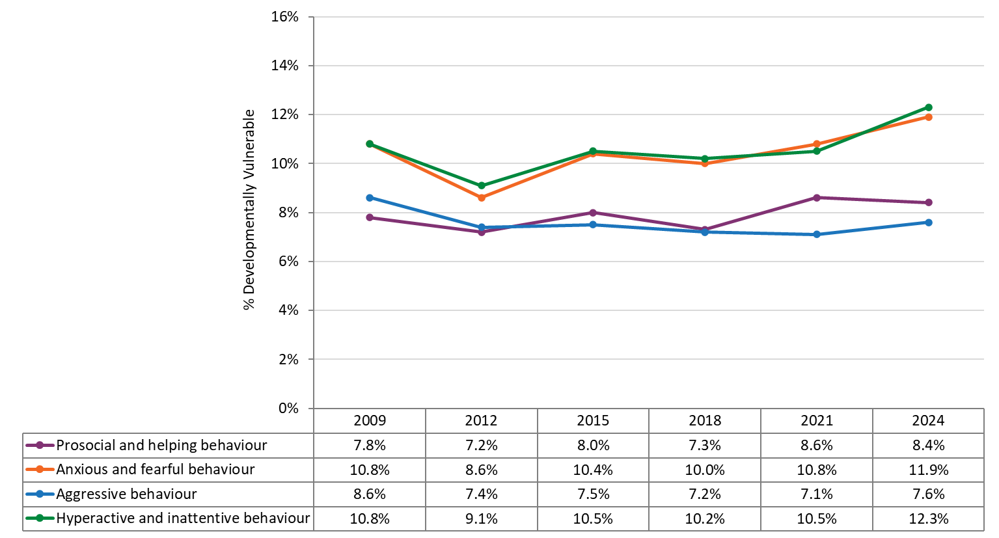 16%
14%
12%
10%
8%
6%
4%
2%
0%
% Developmentally Vulnerable
2009 2012 2015 2018 2021 2024
Prosocial and helping behaviour 7.8% 7.2% 8.0% 7.3% 8.6% 8.4%
Anxious and fearful behaviour 10.8% 8.6% 10.4% 10.0% 10.8% 11.9%
Aggressive behaviour 8.6% 7.4% 7.5% 7.2% 7.1% 7.6%
Hyperactive and inattentive behaviour 10.8% 9.1% 10.5% 10.2% 10.5% 12.3%